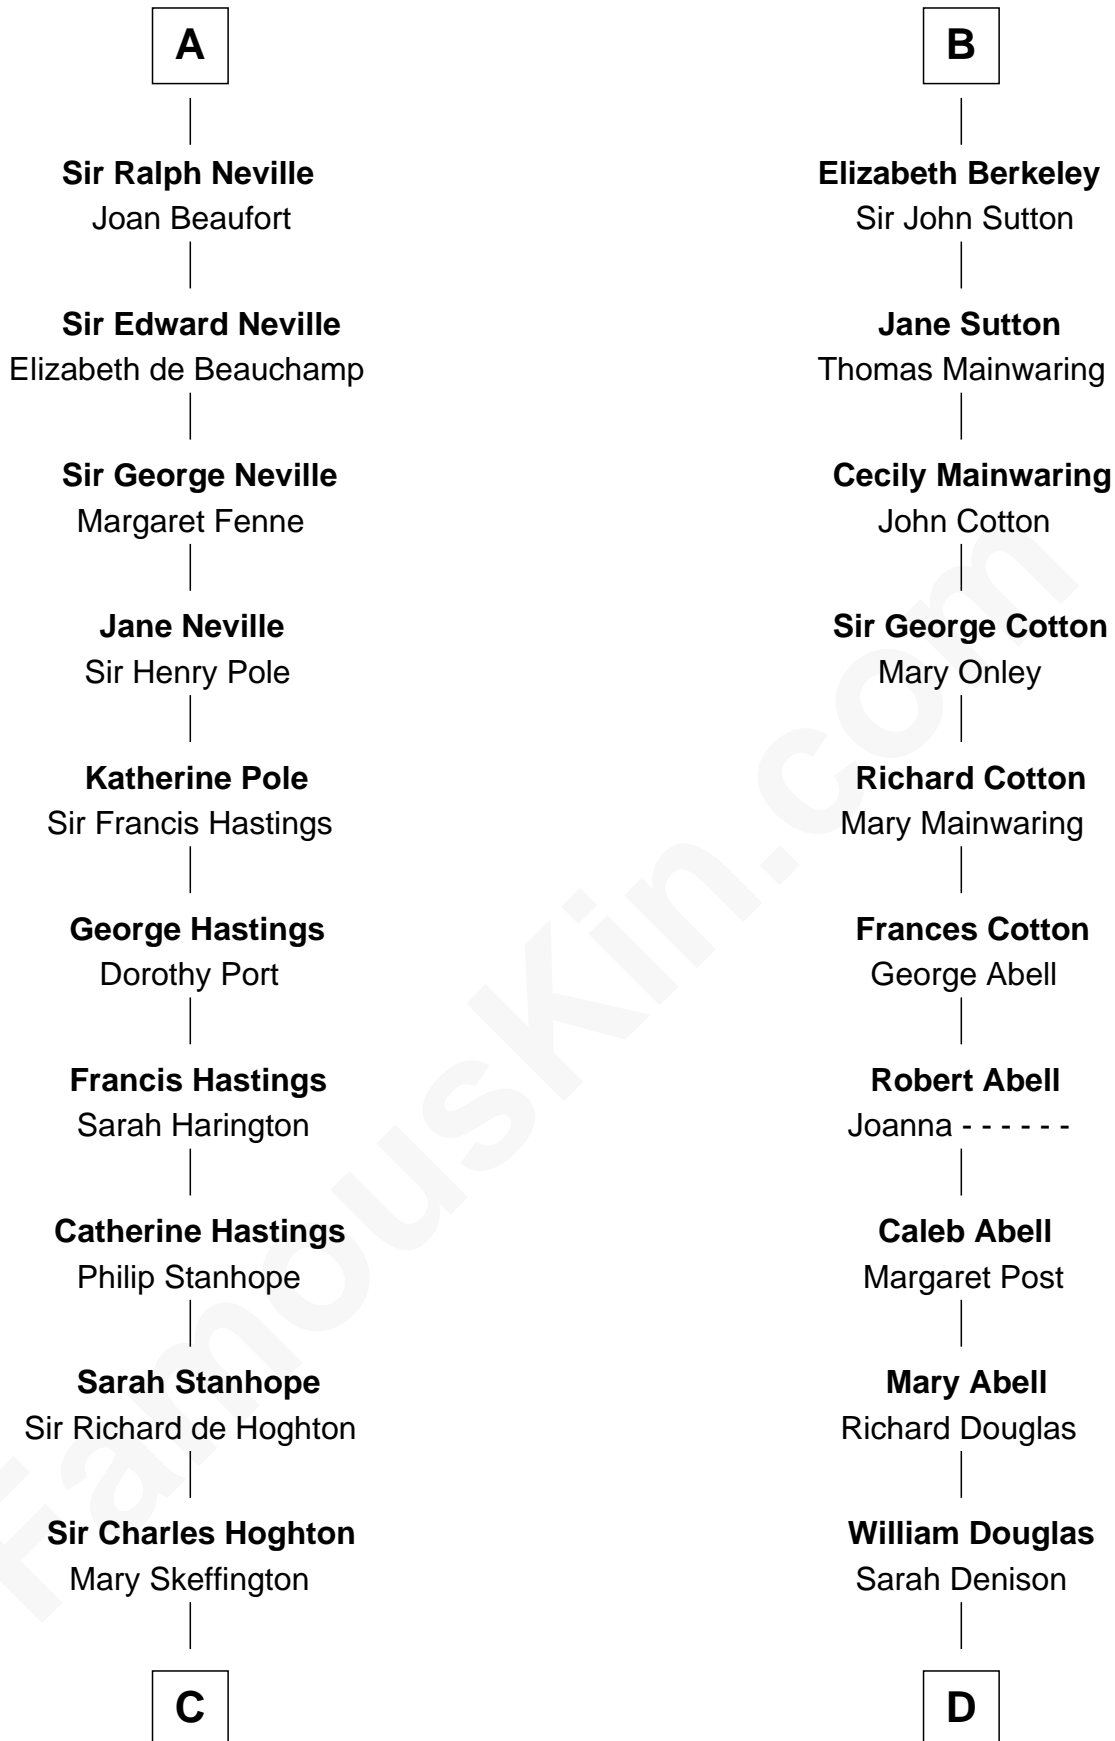 A
Sir Ralph Neville
Joan Beaufort
Sir Edward Neville
Elizabeth de Beauchamp
Sir George Neville
Margaret Fenne
Jane Neville
Sir Henry Pole
Katherine Pole
Sir Francis Hastings
George Hastings
Dorothy Port
Francis Hastings
Sarah Harington
Catherine Hastings
Philip Stanhope
Sarah Stanhope
Sir Richard de Hoghton
Sir Charles Hoghton
Mary Skeffington
C
B
Elizabeth Berkeley
Sir John Sutton
Jane Sutton
Thomas Mainwaring
Cecily Mainwaring
John Cotton
Sir George Cotton
Mary Onley
Richard Cotton
Mary Mainwaring
Frances Cotton
George Abell
Robert Abell
Joanna - - - - - -
Caleb Abell
Margaret Post
Mary Abell
Richard Douglas
William Douglas
Sarah Denison
D
FamousKin.com